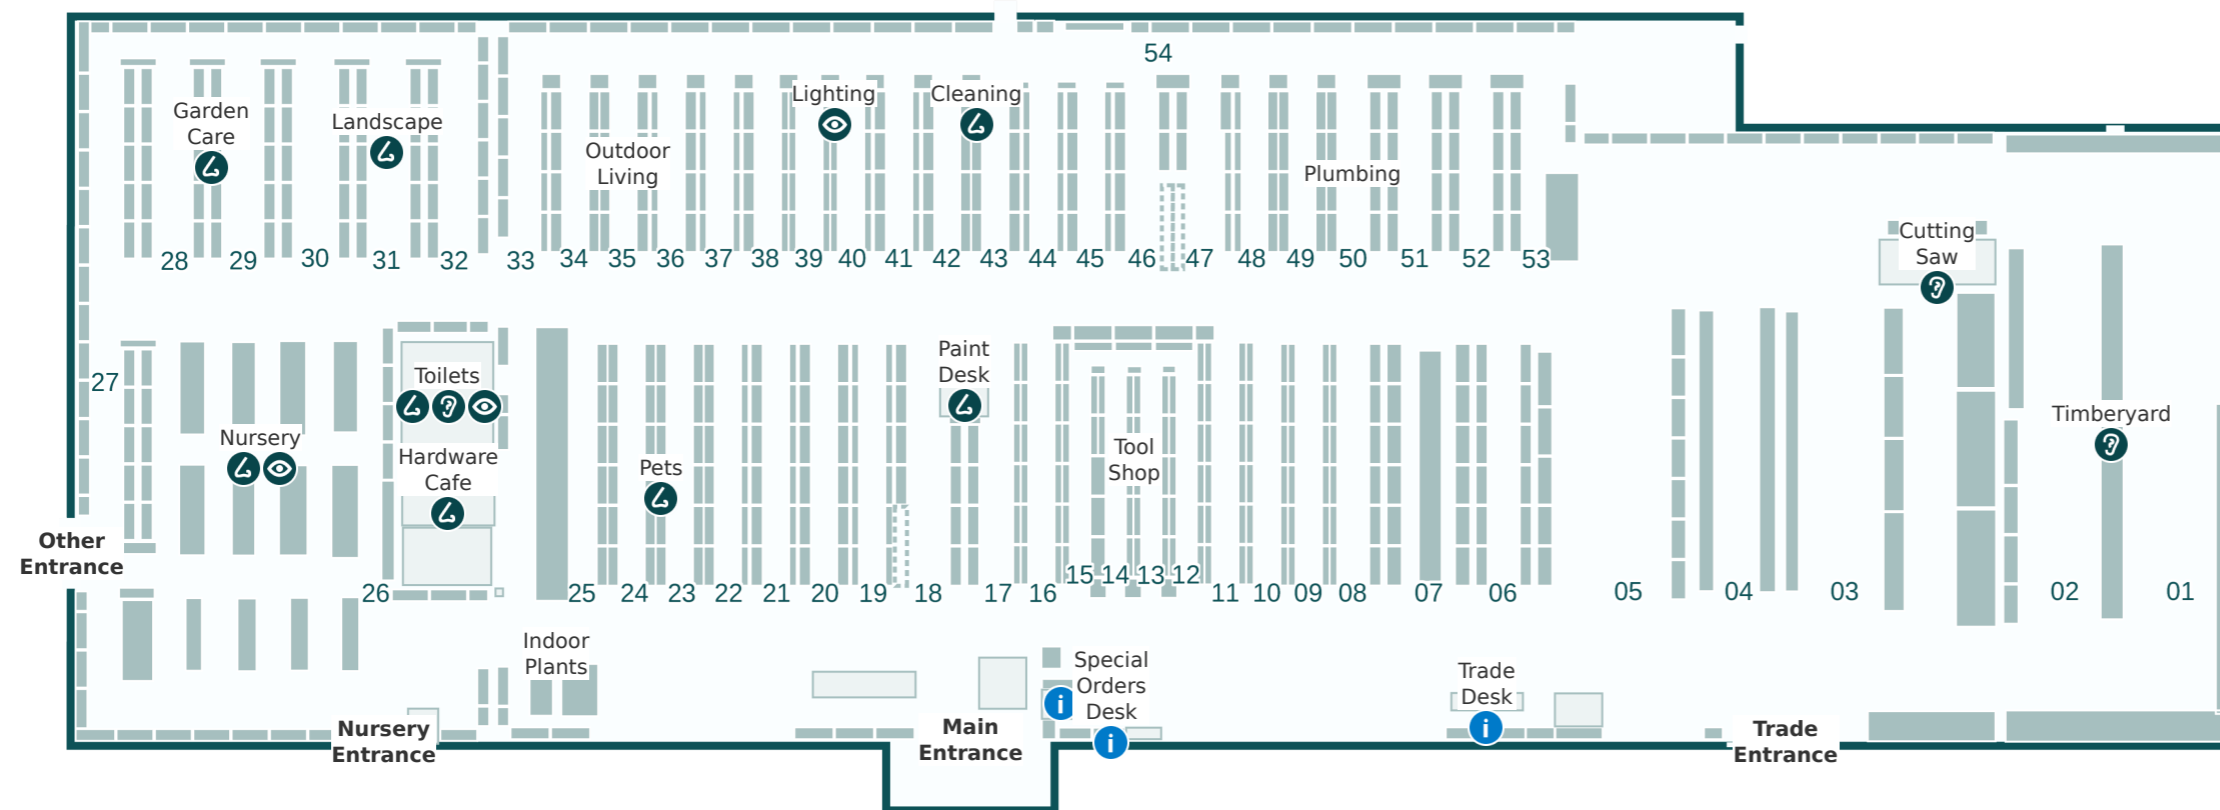 54
Garden
Care
Landscape
Outdoor
Living
Lighting
Cleaning
Plumbing
Cutting
Saw
28
29
30
31
32
33
34
35
36
37
38
39
40
41
42
43
44
45
46
47
48
49
50
51
52
53
27
Toilets
Paint
Desk
Nursery
Hardware
Cafe
Pets
Tool
Shop
Timberyard
Other
Entrance
26
25
24
23
22
21
20
19
18
17
16
15
14
13
12
11
10
09
08
07
06
05
04
03
02
01
Indoor
Plants
Special
Orders
Desk
i
i
Trade
Desk
i
Nursery
Entrance
Main
Entrance
Trade
Entrance